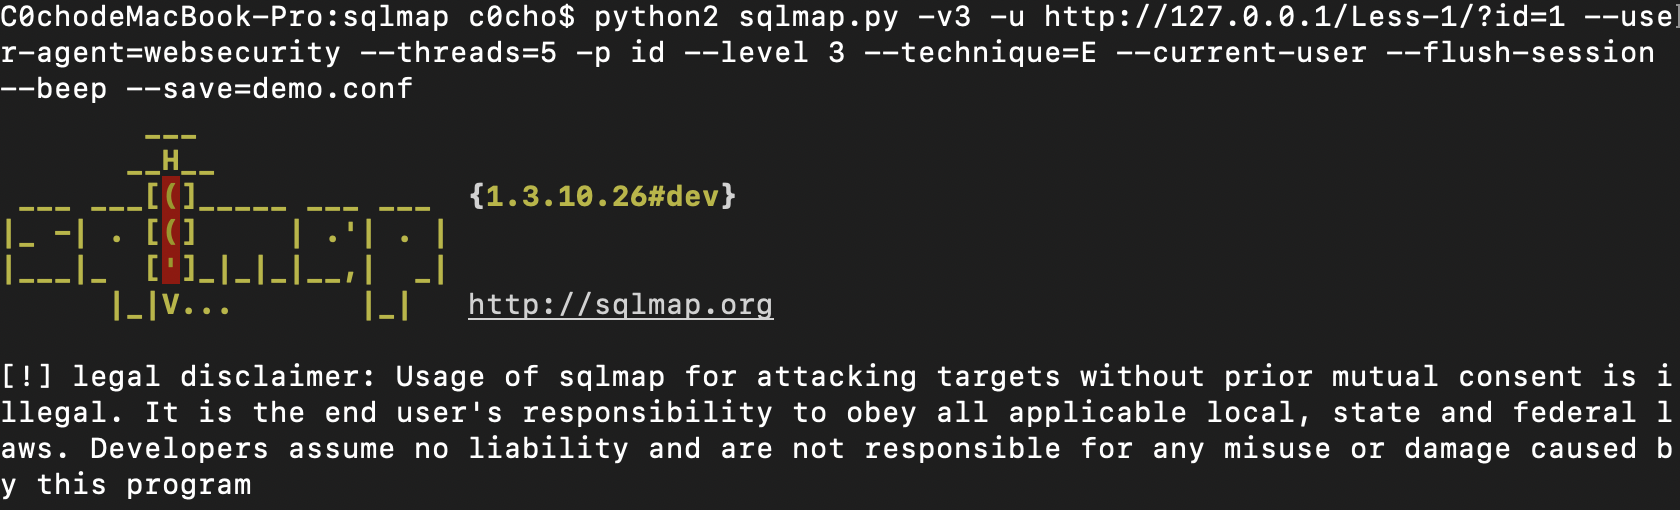 C0chodeMacBook-Pro:sqlmap c0cho$ python2 sqlmap.py -v3 -u http://127.0.0.1/Less-1/?id=1 --use
r-agent=websecurity --threads=5 -p id --level 3 --technique=E --current-user --flush-session
--beep --save=demo.conf
        ___
       __H__
 ___ ___[(]_____ ___ ___  {1.3.10.26#dev}
|_ -| . [(]     | .'| . |
|___|_  [']_|_|_|__,|  _|
      |_|V...       |_|   http://sqlmap.org
[!] legal disclaimer: Usage of sqlmap for attacking targets without prior mutual consent is i
llegal. It is the end user's responsibility to obey all applicable local, state and federal l
aws. Developers assume no liability and are not responsible for any misuse or damage caused b
y this program